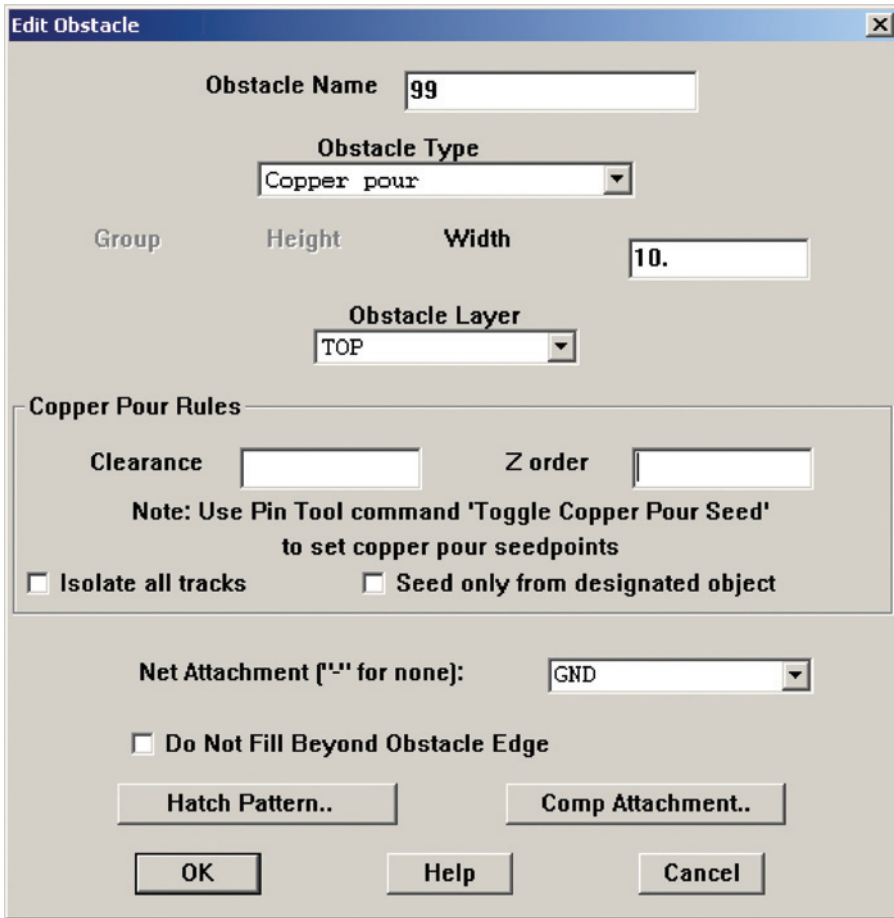 Edit Obstacle
Obstacle Name 99
Obstacle Type
Copper pour
Group Height Width 10.
Obstacle Layer
TOP
Copper Pour Rules
Clearance Z order
Note: Use Pin Tool command 'Toggle Copper Pour Seed'
to set copper pour seedpoints
Isolate all tracks Seed only from designated object
Net Attachment ("-" for none): GND
Do Not Fill Beyond Obstacle Edge
Hatch Pattern.. Comp Attachment..
OK Help Cancel